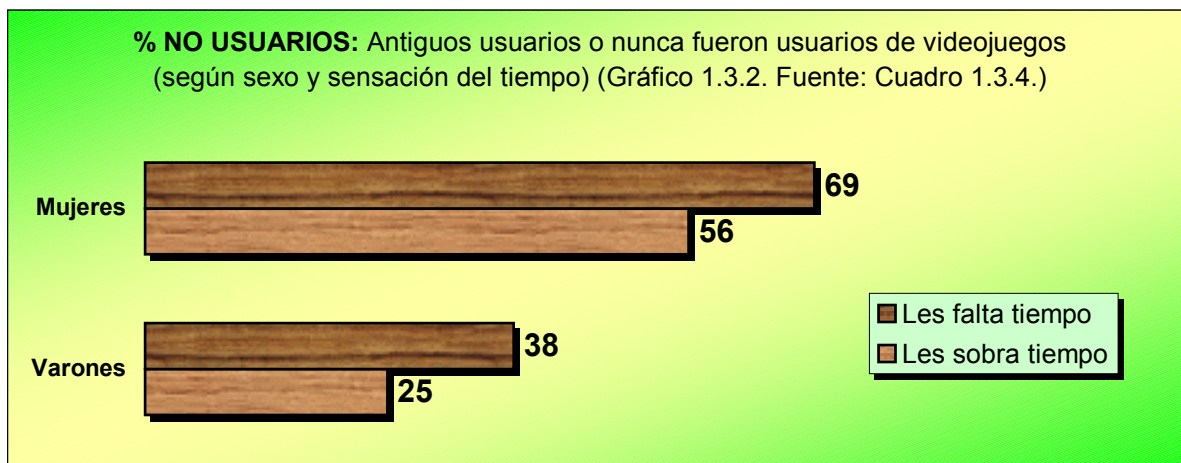 % NO USUARIOS: Antiguos usuarios o nunca fueron usuarios de videojuegos
(según sexo y sensación del tiempo) (Gráfico 1.3.2. Fuente: Cuadro 1.3.4.)
Mujeres
69
56
Varones
38
25
Les falta tiempo
Les sobra tiempo